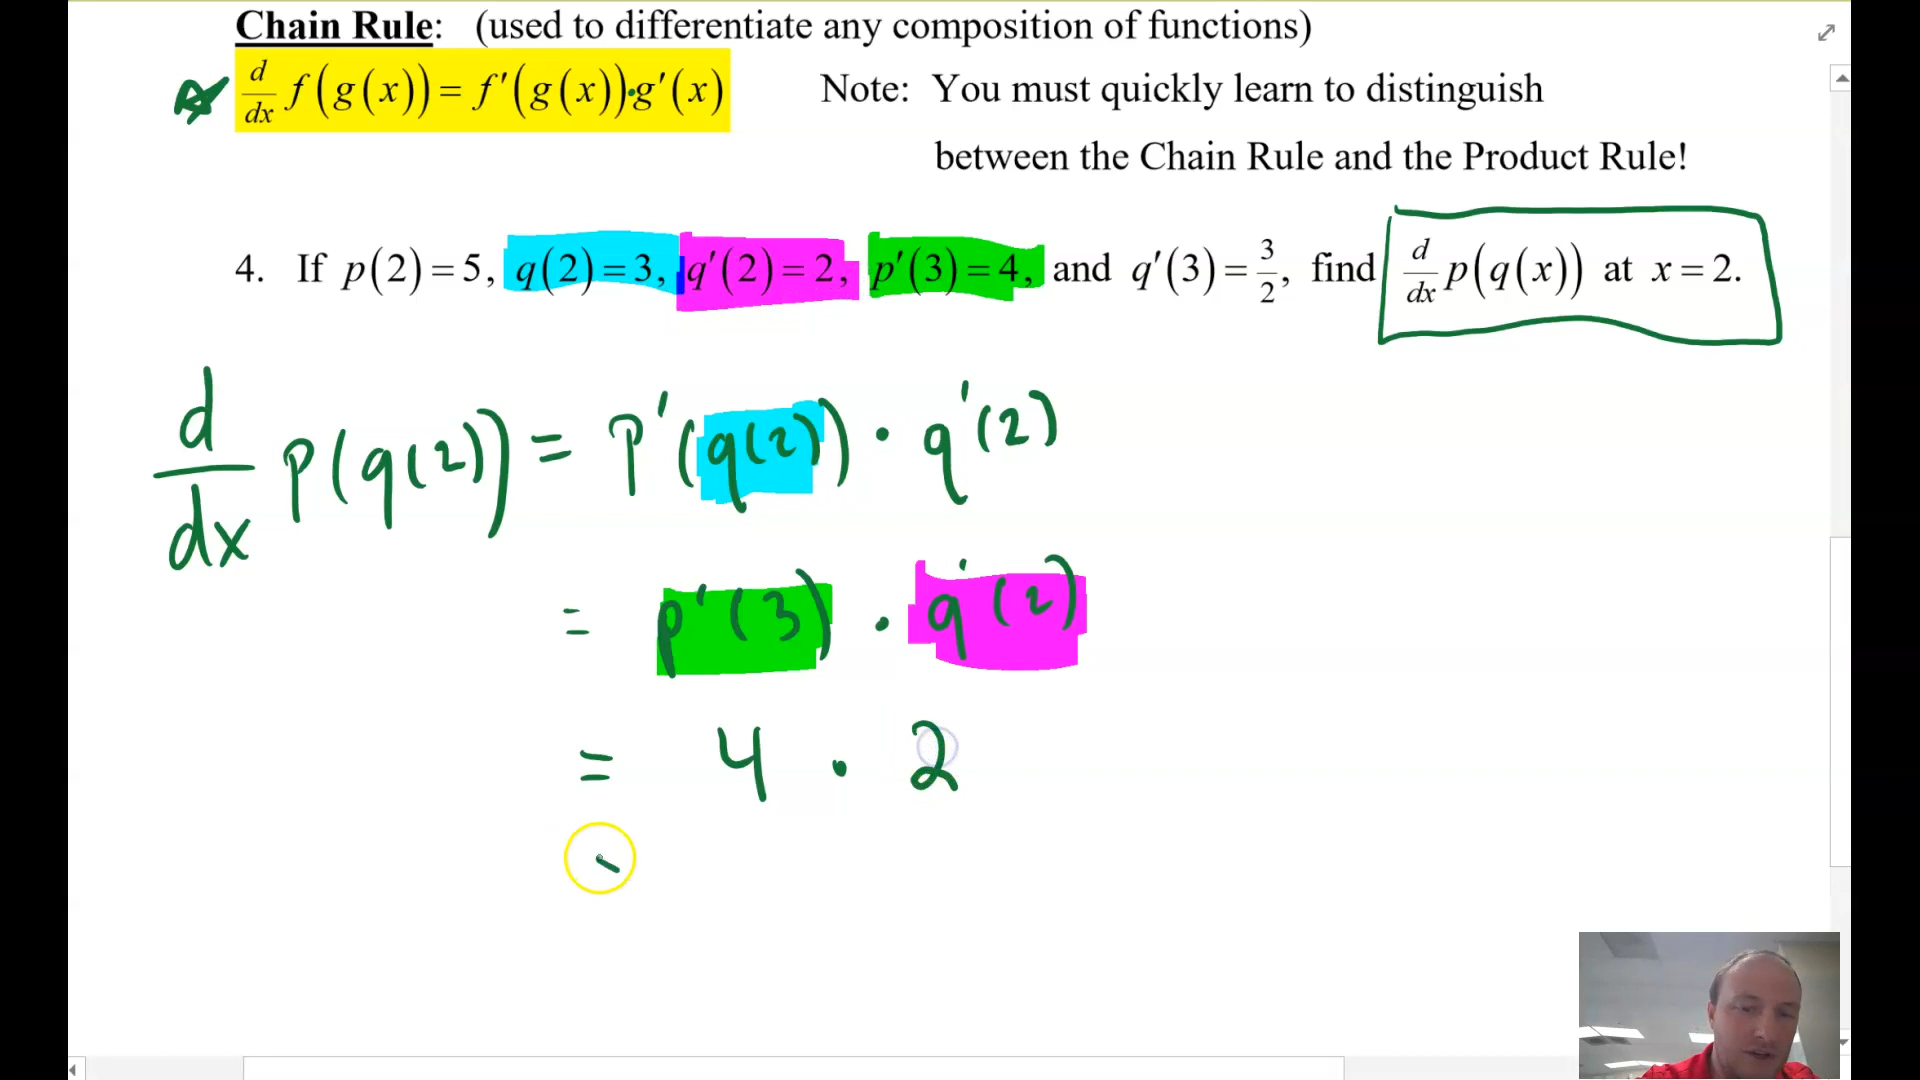 Chain Rule: (used to differentiate any composition of functions)
d/dx f(g(x)) = f′(g(x))·g′(x) Note: You must quickly learn to distinguish
between the Chain Rule and the Product Rule!
4. If p(2) = 5, q(2) = 3, q′(2) = 2, p′(3) = 4, and q′(3) = 3/2, find d/dx p(q(x)) at x = 2.
d/dx p(q(2)) = p′(q(2)) · q′(2)
= p′(3) · q′(2)
= 4 · 2